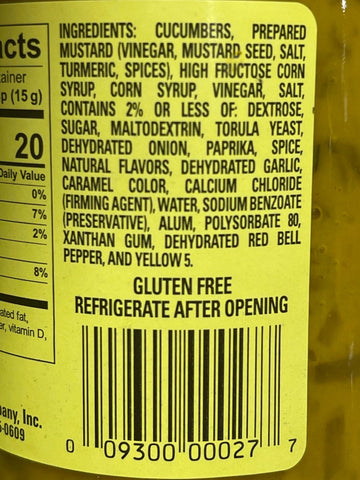 acts
tainer
p (15 g)
20
Daily Value
0%
7%
2%
8%
ated fat,
er, vitamin D,
any, Inc.
5-0609
INGREDIENTS: CUCUMBERS, PREPARED
MUSTARD (VINEGAR, MUSTARD SEED, SALT,
TURMERIC, SPICES), HIGH FRUCTOSE CORN
SYRUP, CORN SYRUP, VINEGAR, SALT,
CONTAINS 2% OR LESS OF: DEXTROSE,
SUGAR, MALTODEXTRIN, TORULA YEAST,
DEHYDRATED ONION, PAPRIKA, SPICE,
NATURAL FLAVORS, DEHYDRATED GARLIC,
CARAMEL COLOR, CALCIUM CHLORIDE
(FIRMING AGENT), WATER, SODIUM BENZOATE
(PRESERVATIVE), ALUM, POLYSORBATE 80,
XANTHAN GUM, DEHYDRATED RED BELL
PEPPER, AND YELLOW 5.
GLUTEN FREE
REFRIGERATE AFTER OPENING
0 09300 00027 7